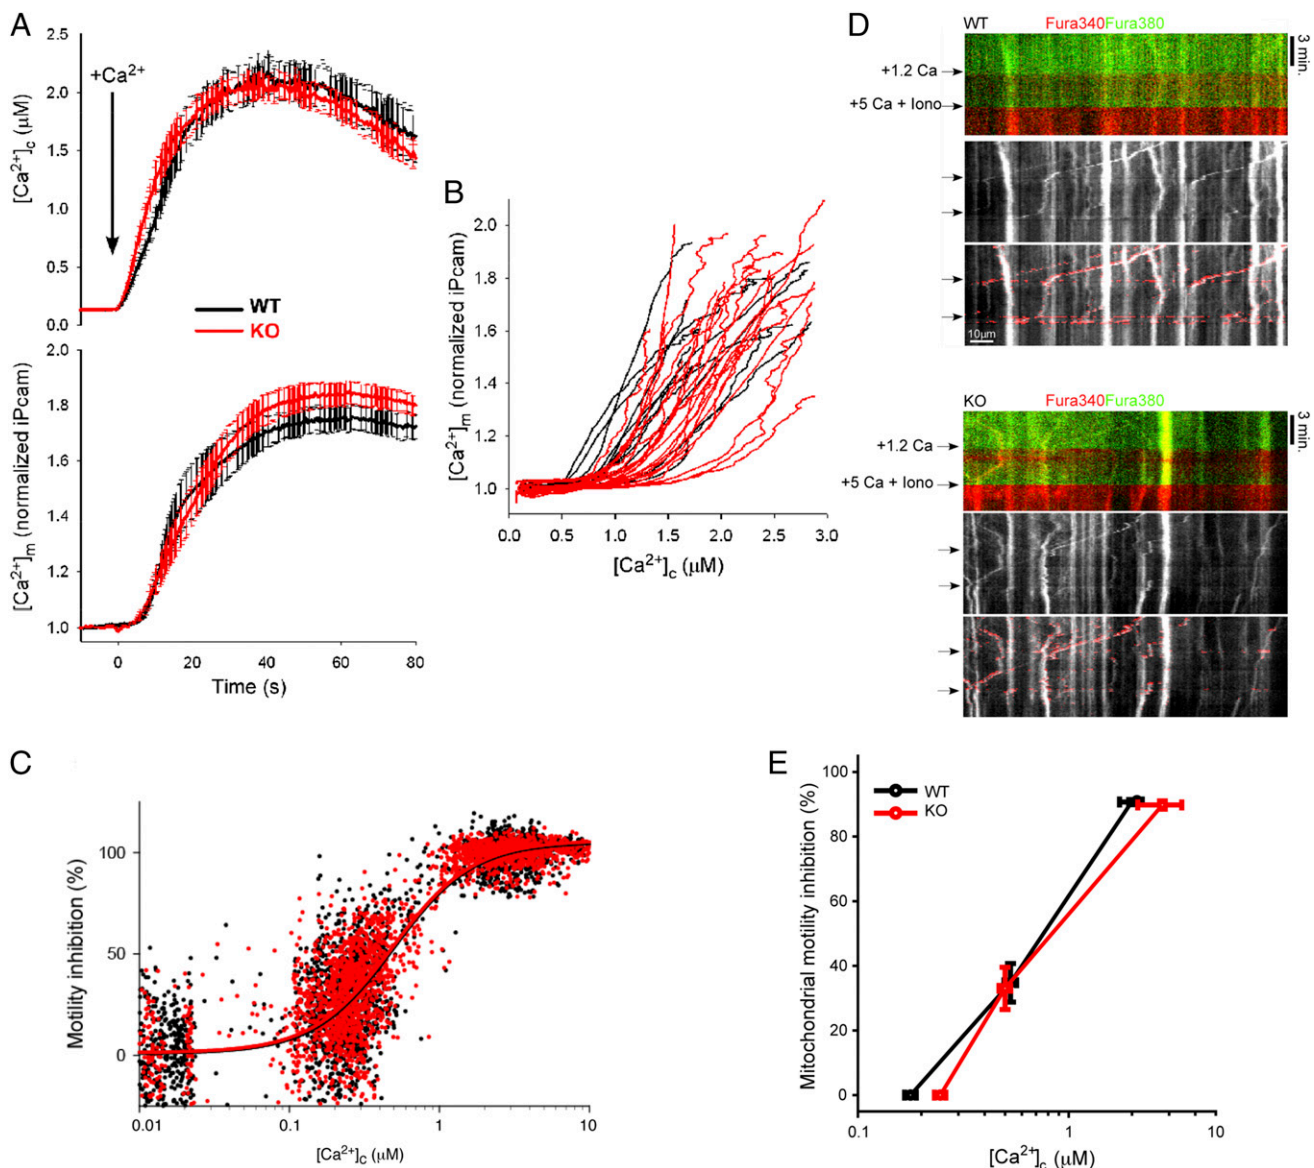 A
+Ca2+
[Ca2+]c (μM)
2.5
2.0
1.5
1.0
0.5
0.0
WT
KO
[Ca2+]m (normalized iPcam)
2.0
1.8
1.6
1.4
1.2
1.0
0
20
40
60
80
Time (s)
B
[Ca2+]m (normalized iPcam)
2.0
1.8
1.6
1.4
1.2
1.0
0.0
0.5
1.0
1.5
2.0
2.5
3.0
[Ca2+]c (μM)
C
Motility inhibition (%)
100
50
0
0.01
0.1
1
10
[Ca2+]c (μM)
D
WT
Fura340Fura380
3 min.
+1.2 Ca
+5 Ca + Iono
10μm
KO
Fura340Fura380
3 min.
+1.2 Ca
+5 Ca + Iono
E
Mitochondrial motility inhibition (%)
100
80
60
40
20
0
WT
KO
0.1
1
10
[Ca2+]c (μM)